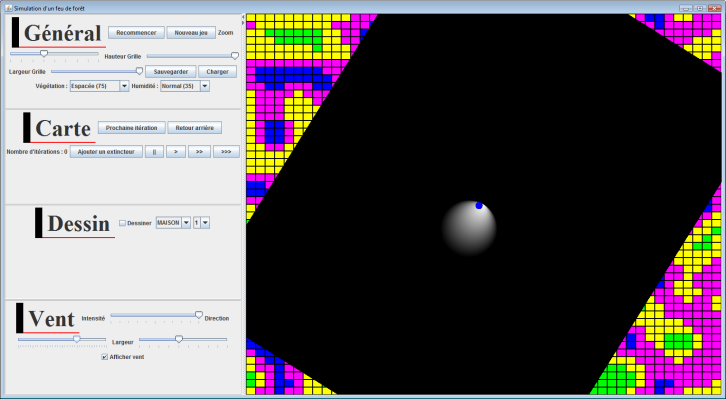 Simulation d'un feu de forêt
Général Recommencer Nouveau jeu Zoom
Hauteur Grille
Largeur Grille Sauvegarder Charger
Végétation : Espacée (75) Humidité : Normal (35)
Carte Prochaine itération Retour arrière
Nombre d'itérations : 0 Ajouter un extincteur || > >> >>>
Dessin Dessiner MAISON 1
Vent Intensité Direction
Largeur
Afficher vent